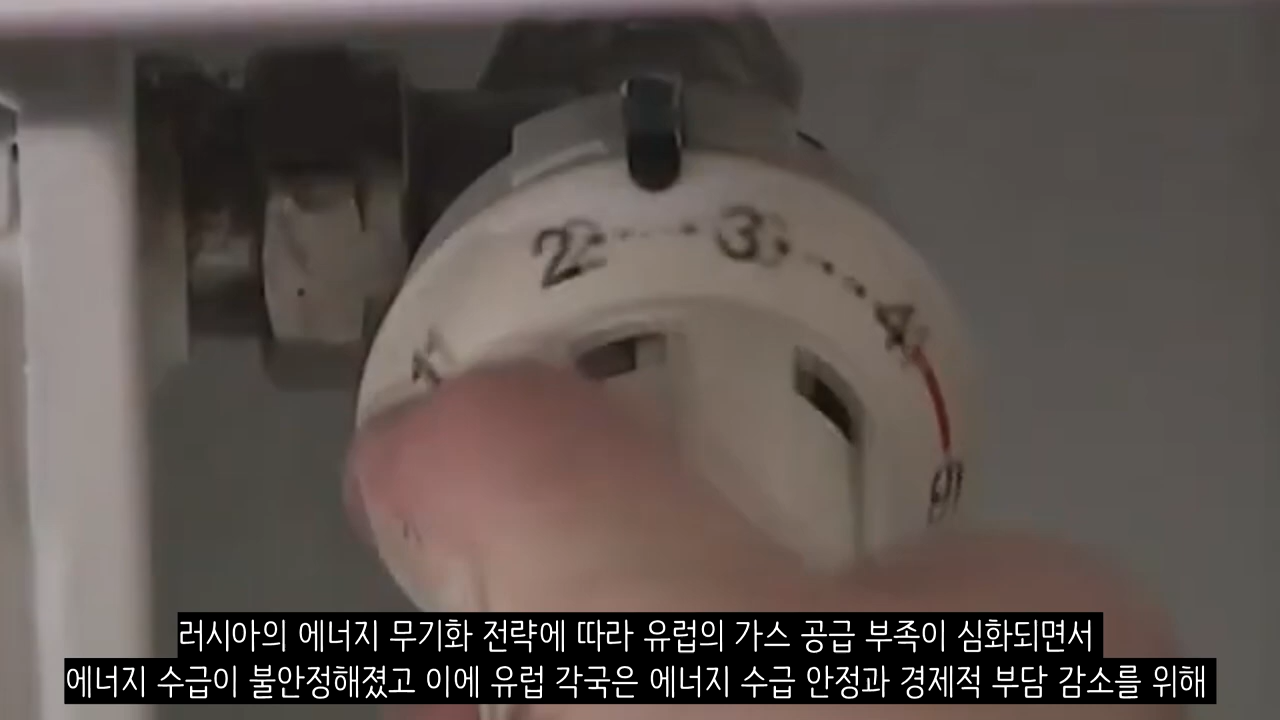 2 3
4
1
5
러시아의 에너지 무기화 전략에 따라 유럽의 가스 공급 부족이 심화되면서
에너지 수급이 불안정해졌고 이에 유럽 각국은 에너지 수급 안정과 경제적 부담 감소를 위해